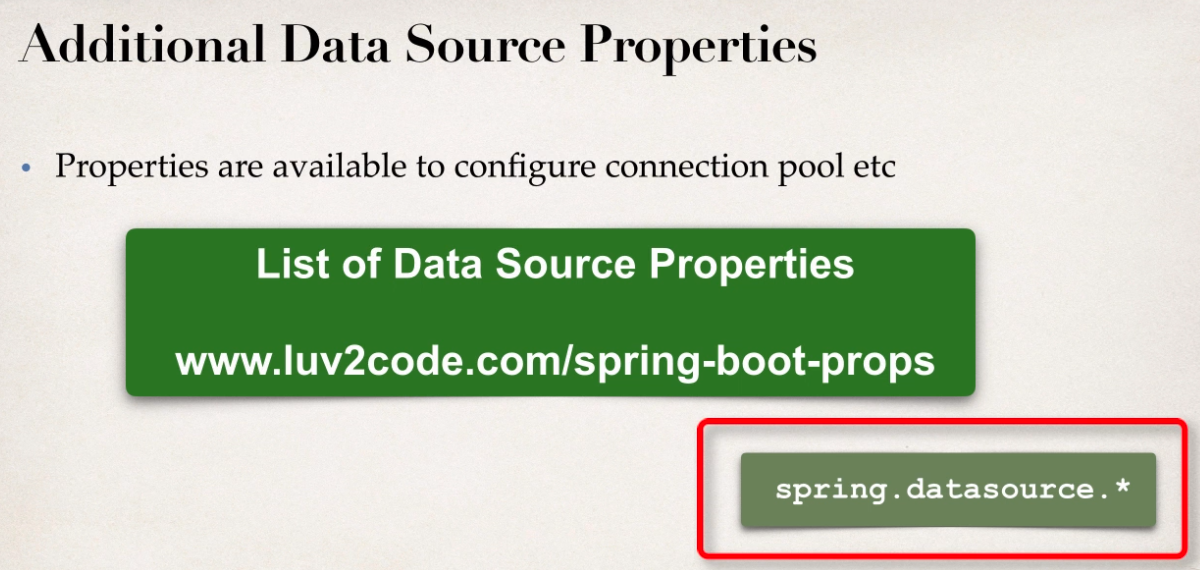 Additional Data Source Properties
• Properties are available to configure connection pool etc
List of Data Source Properties
www.luv2code.com/spring-boot-props
spring.datasource.*